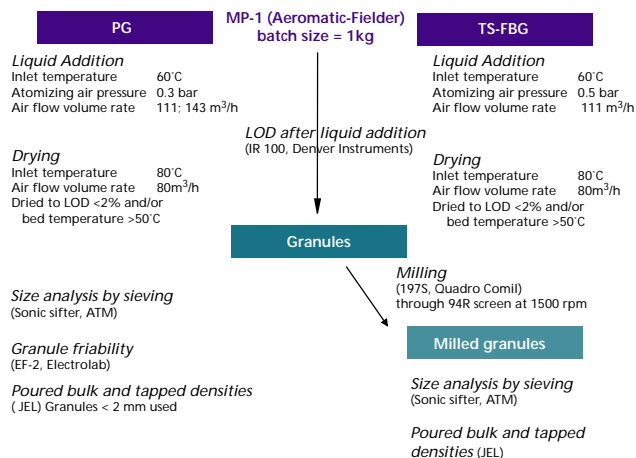 PG
MP-1 (Aeromatic-Fielder)
batch size = 1kg
TS-FBG
Liquid Addition
Inlet temperature 60°C
Atomizing air pressure 0.3 bar
Air flow volume rate 111; 143 m³/h
Liquid Addition
Inlet temperature 60°C
Atomizing air pressure 0.5 bar
Air flow volume rate 111 m³/h
LOD after liquid addition
(IR 100, Denver Instruments)
Drying
Inlet temperature 80°C
Air flow volume rate 80m³/h
Dried to LOD <2% and/or
bed temperature >50°C
Drying
Inlet temperature 80°C
Air flow volume rate 80m³/h
Dried to LOD <2% and/or
bed temperature >50°C
Granules
Milling
(197S, Quadro Comil)
through 94R screen at 1500 rpm
Size analysis by sieving
(Sonic sifter, ATM)
Granule friability
(EF-2, Electrolab)
Poured bulk and tapped densities
( JEL) Granules < 2 mm used
Milled granules
Size analysis by sieving
(Sonic sifter, ATM)
Poured bulk and tapped
densities (JEL)